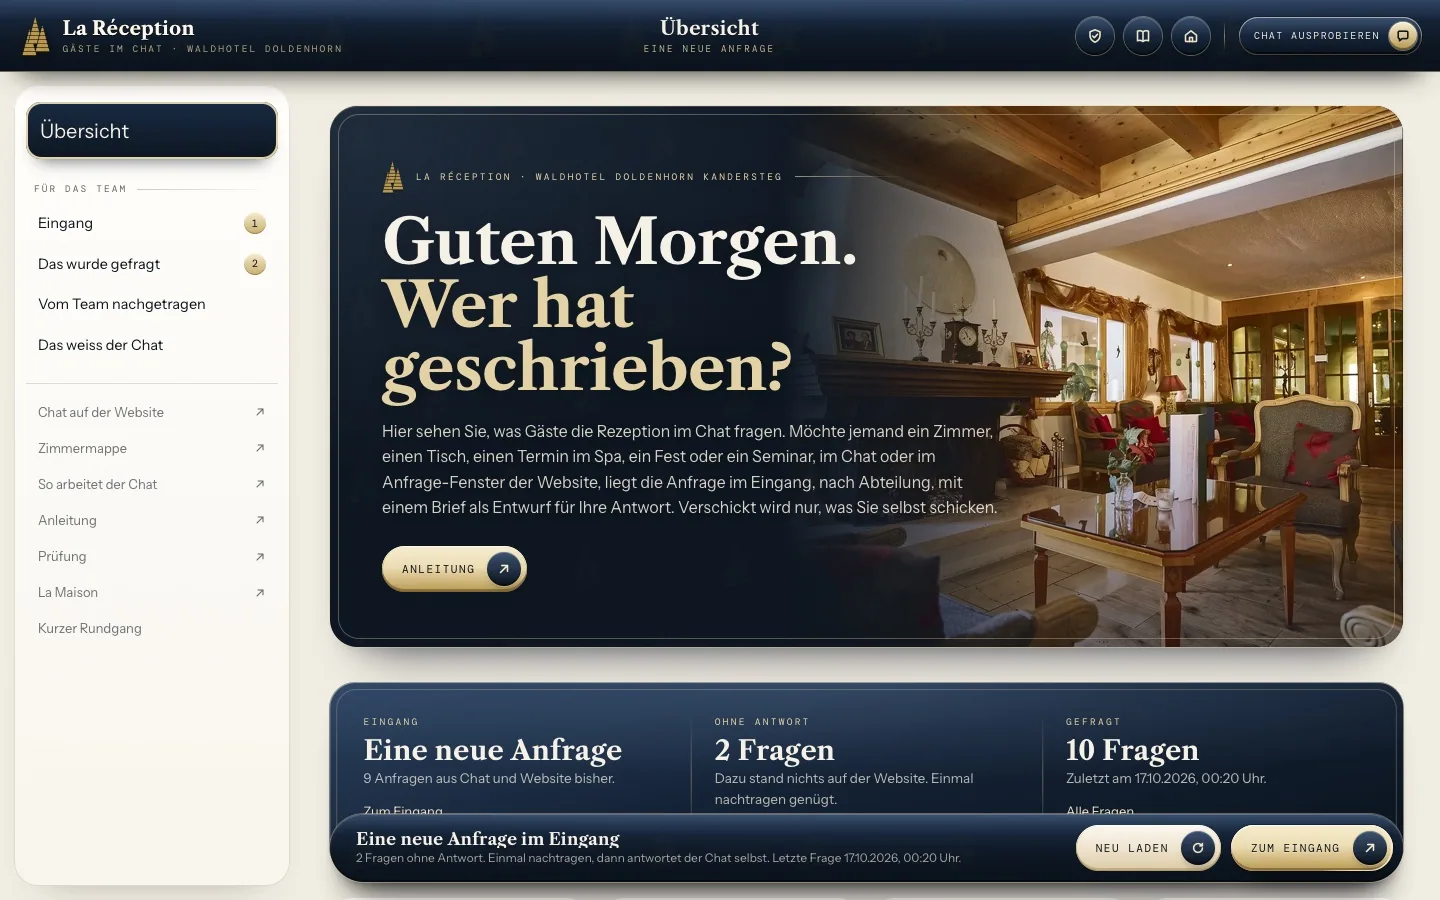 La Réception
GÄSTE IM CHAT · WALDHOTEL DOLDENHORN
Übersicht
EINE NEUE ANFRAGE
CHAT AUSPROBIEREN
Übersicht
FÜR DAS TEAM
Eingang 1
Das wurde gefragt 2
Vom Team nachgetragen
Das weiss der Chat
Chat auf der Website
Zimmermappe
So arbeitet der Chat
Anleitung
Prüfung
La Maison
Kurzer Rundgang
LA RÉCEPTION · WALDHOTEL DOLDENHORN KANDERSTEG
Guten Morgen.
Wer hat
geschrieben?
Hier sehen Sie, was Gäste die Rezeption im Chat fragen. Möchte jemand ein Zimmer,
einen Tisch, einen Termin im Spa, ein Fest oder ein Seminar, im Chat oder im
Anfrage-Fenster der Website, liegt die Anfrage im Eingang, nach Abteilung, mit
einem Brief als Entwurf für Ihre Antwort. Verschickt wird nur, was Sie selbst schicken.
ANLEITUNG
EINGANG
Eine neue Anfrage
9 Anfragen aus Chat und Website bisher.
Zum Eingang
OHNE ANTWORT
2 Fragen
Dazu stand nichts auf der Website. Einmal
nachtragen genügt.
GEFRAGT
10 Fragen
Zuletzt am 17.10.2026, 00:20 Uhr.
Alle Fragen
Eine neue Anfrage im Eingang
2 Fragen ohne Antwort. Einmal nachtragen, dann antwortet der Chat selbst. Letzte Frage 17.10.2026, 00:20 Uhr.
NEU LADEN
ZUM EINGANG